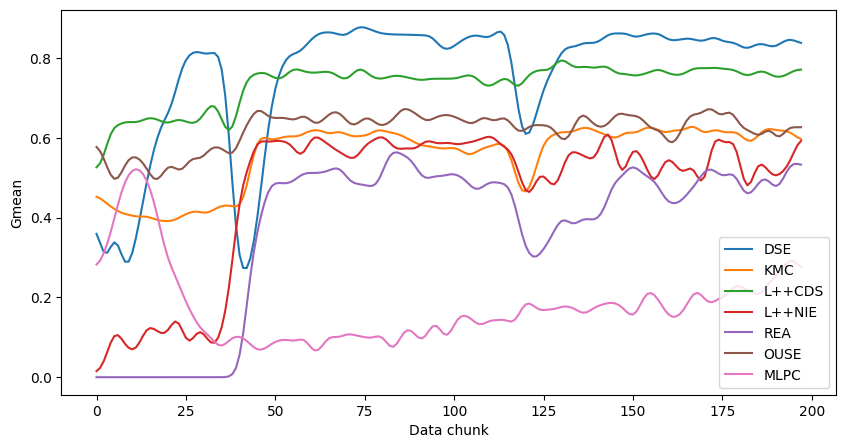 Gmean
0.8
0.6
0.4
0.2
0.0
0
25
50
75
100
125
150
175
200
Data chunk
DSE
KMC
L++CDS
L++NIE
REA
OUSE
MLPC